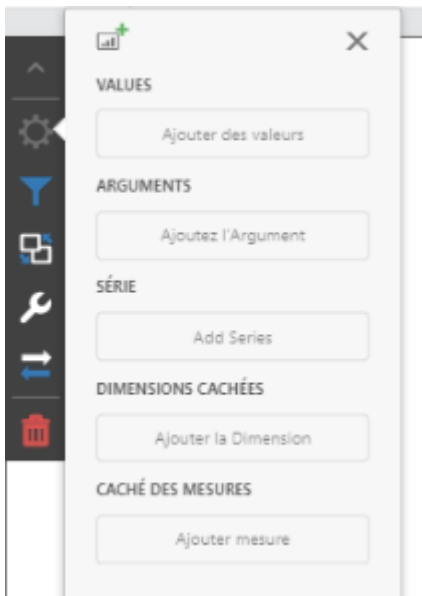 VALUES
Ajouter des valeurs
ARGUMENTS
Ajoutez l'Argument
SÉRIE
Add Series
DIMENSIONS CACHÉES
Ajouter la Dimension
CACHÉ DES MESURES
Ajouter mesure